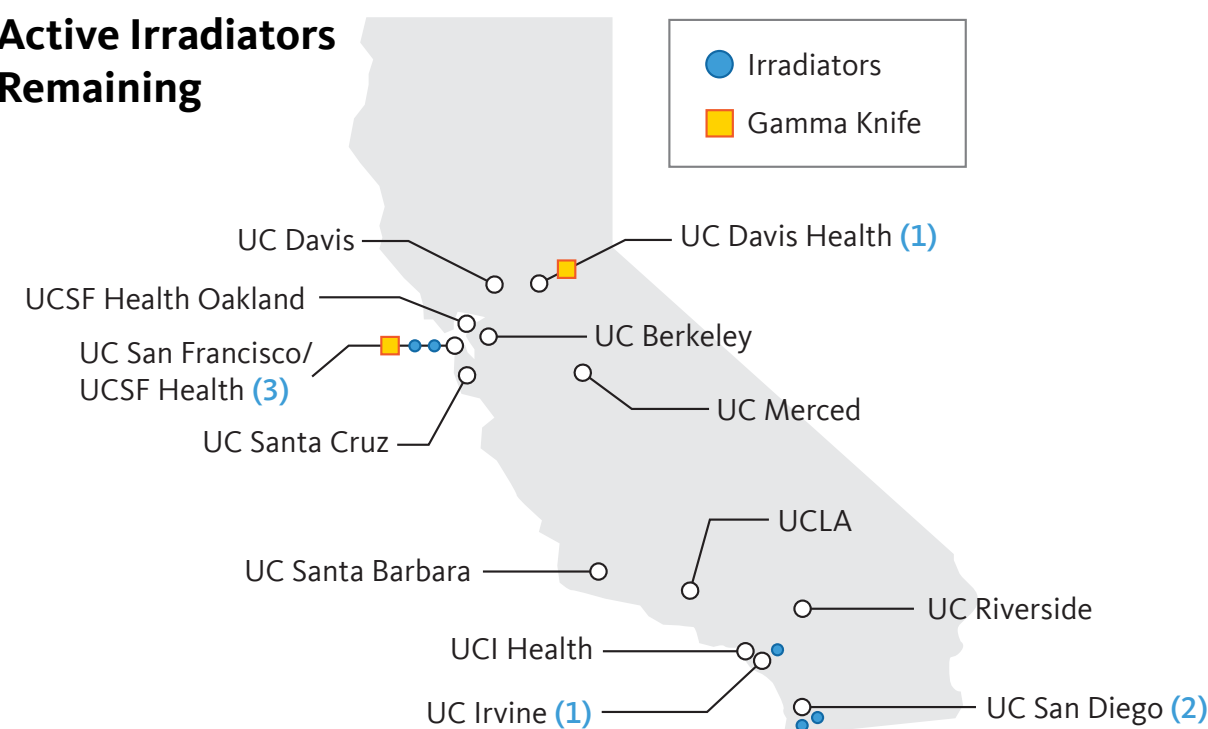 Active Irradiators
Remaining
Irradiators
Gamma Knife
UC Davis
UC Davis Health (1)
UCSF Health Oakland
UC Berkeley
UC San Francisco/
UCSF Health (3)
UC Merced
UC Santa Cruz
UCLA
UC Santa Barbara
UC Riverside
UCI Health
UC Irvine (1)
UC San Diego (2)